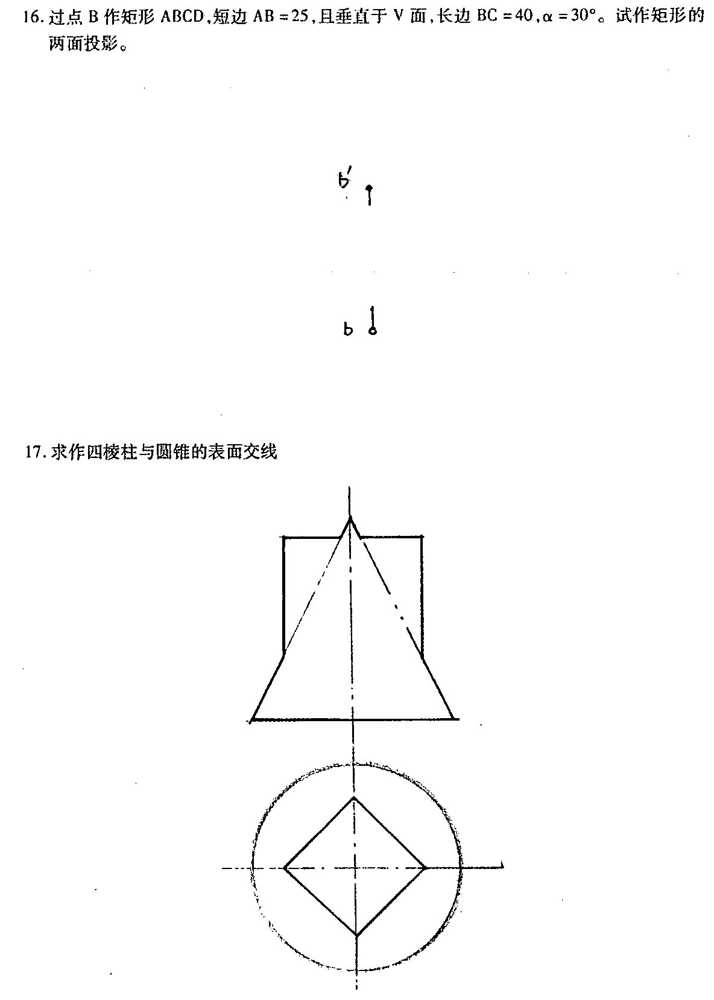 16. 过点 B 作矩形 ABCD,短边 AB = 25,且垂直于 V 面,长边 BC = 40,α = 30°。试作矩形的
两面投影。
b′
b
17. 求作四棱柱与圆锥的表面交线